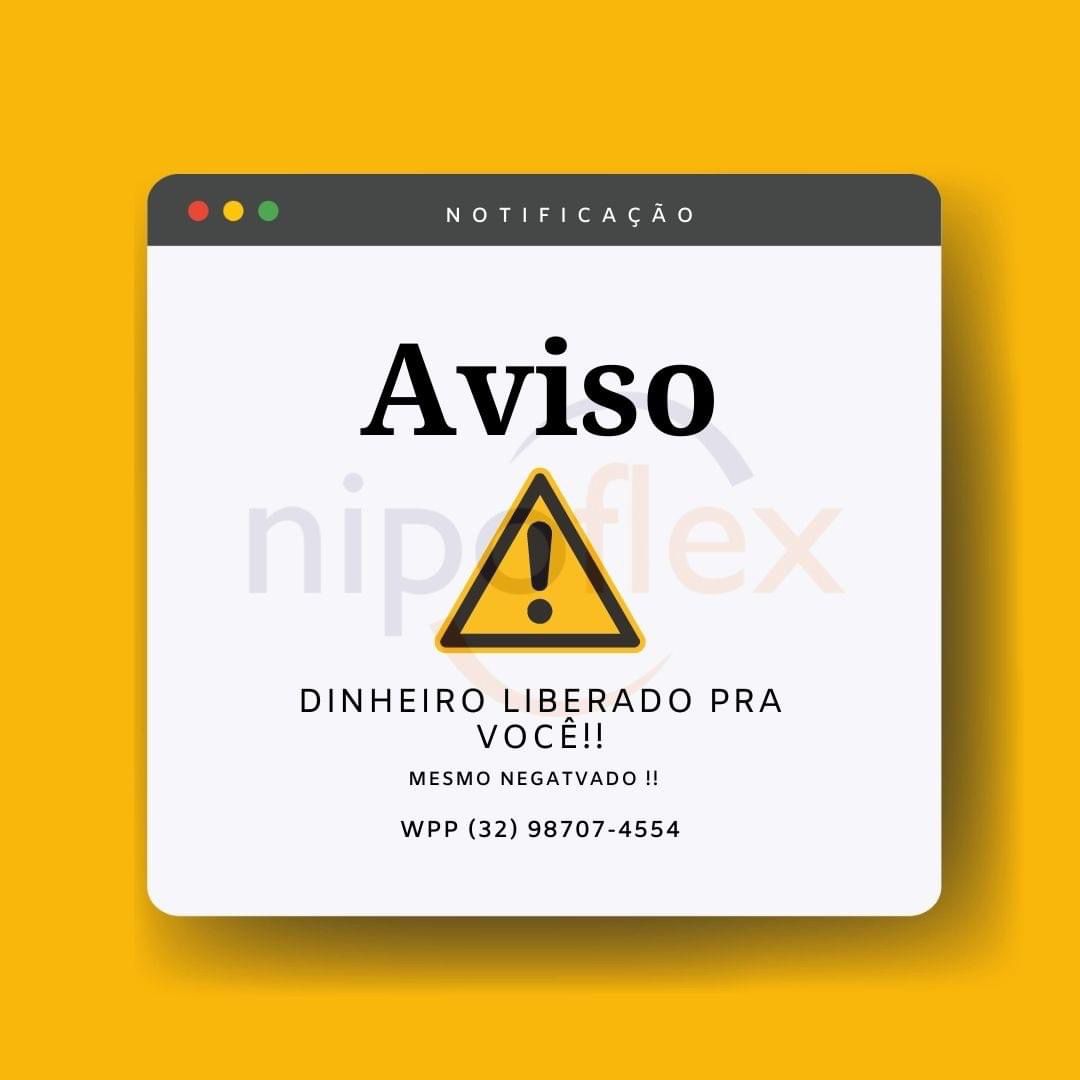 NOTIFICAÇÃO
Aviso
nipoflex
DINHEIRO LIBERADO PRA
VOCÊ!!
MESMO NEGATVADO !!
WPP (32) 98707-4554